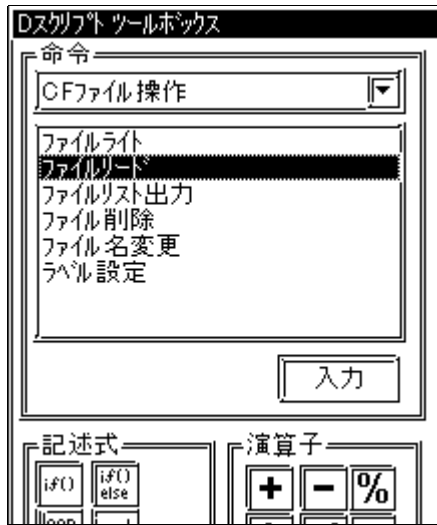 Dスクリプト ツールボックス
命令
CFファイル操作
ファイルライト
ファイルリード
ファイルリスト出力
ファイル削除
ファイル名変更
ラベル設定
入力
記述式
演算子
if()
if()
else
+
-
%
loop